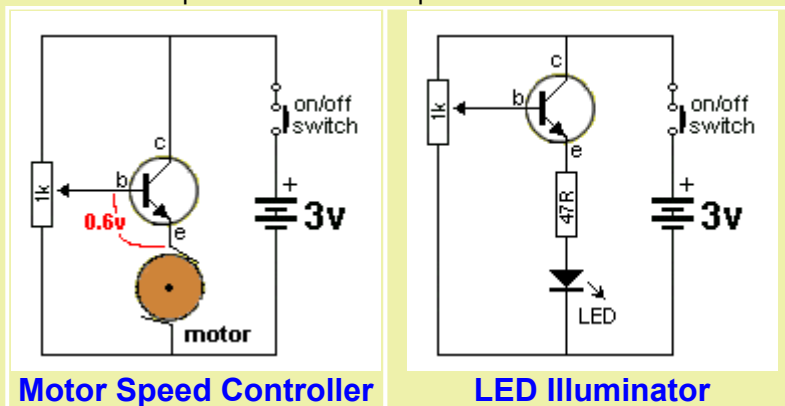 c
1k
b
0.6v
e
motor
on/off
switch
+
3v
Motor Speed Controller
c
1k
b
e
47R
LED
on/off
switch
+
3v
LED Illuminator